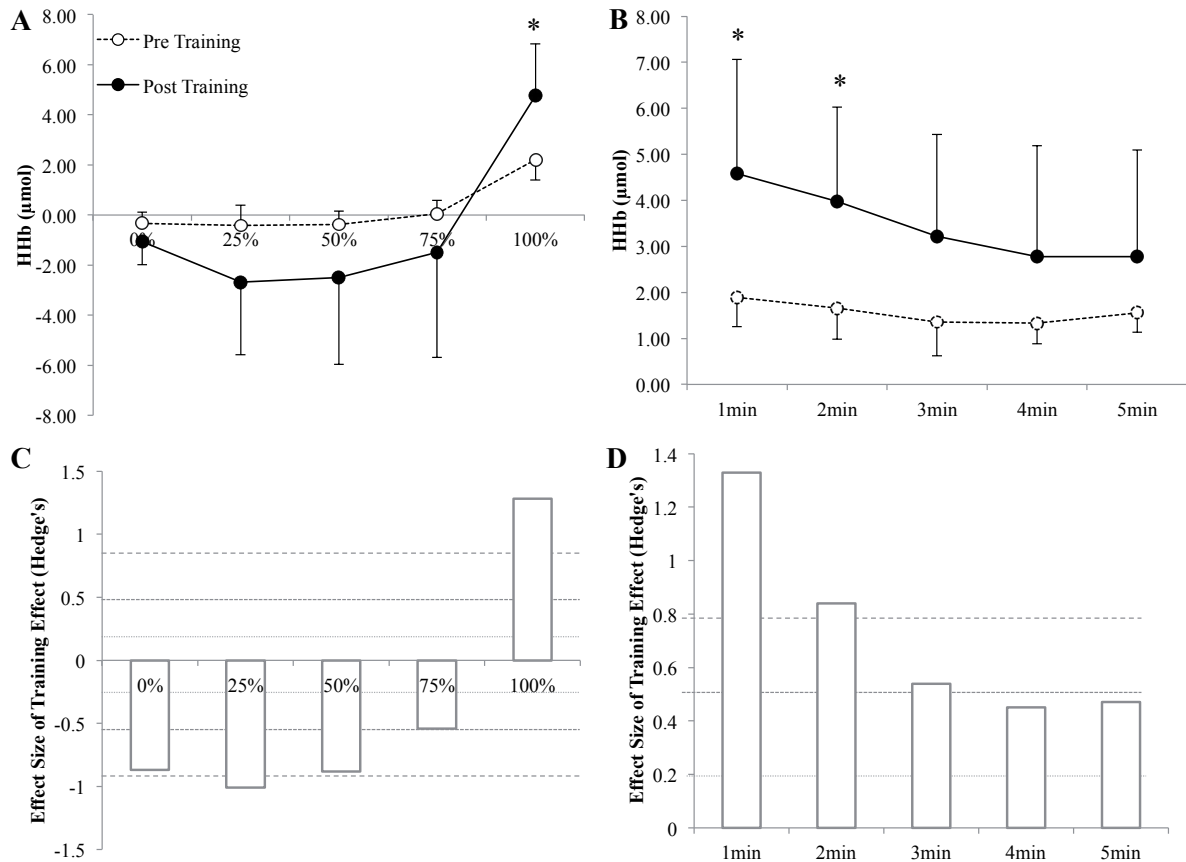 A
8.00
6.00
4.00
2.00
0.00
-2.00
-4.00
-6.00
-8.00
HHb (µmol)
Pre Training
Post Training
*
0%
25%
50%
75%
100%
B
8.00
7.00
6.00
5.00
4.00
3.00
2.00
1.00
0.00
HHb (µmol)
*
*
1min
2min
3min
4min
5min
C
1.5
1
0.5
0
-0.5
-1
-1.5
Effect Size of Training Effect (Hedge's)
0%
25%
50%
75%
100%
D
1.4
1.2
1
0.8
0.6
0.4
0.2
0
Effect Size of Training Effect (Hedge's)
1min
2min
3min
4min
5min